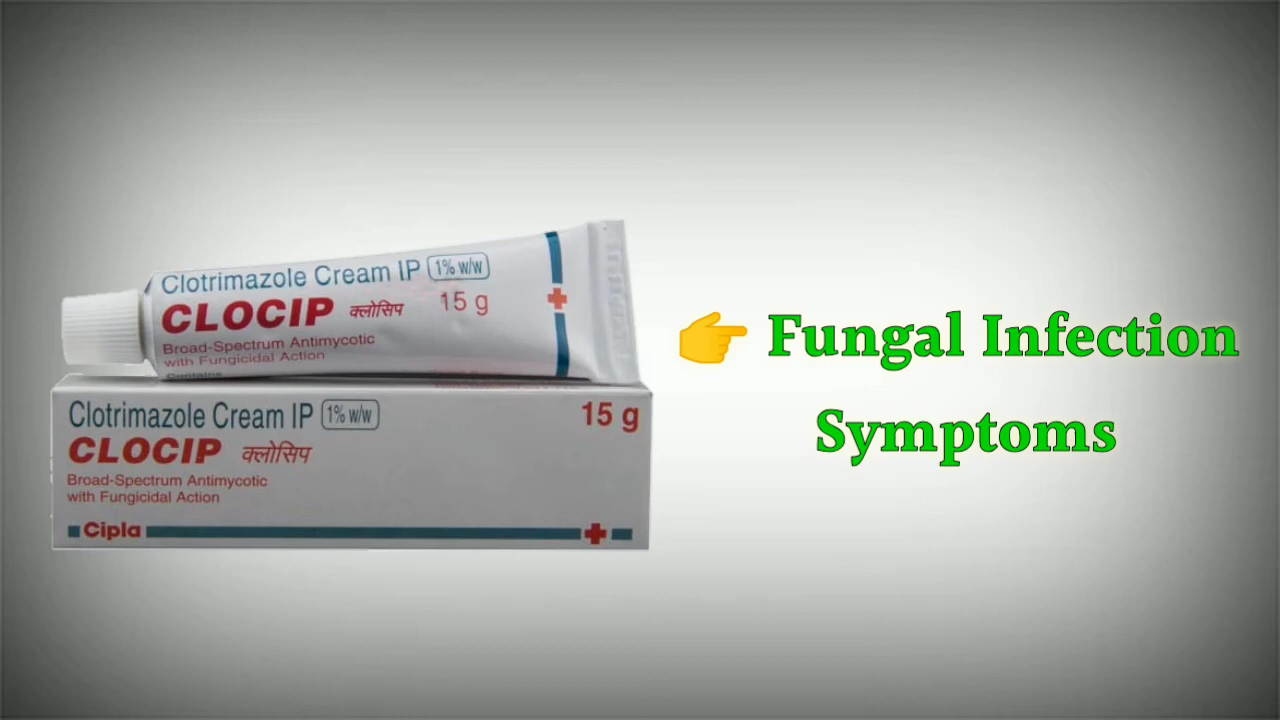 Clotrimazole Cream IP 1% w/w
CLOCIP क्लोसिप 15 g
Broad-Spectrum Antimycotic
with Fungicidal Action
Contains
Clotrimazole Cream IP 1% w/w 15 g
CLOCIP क्लोसिप
Broad-Spectrum Antimycotic
with Fungicidal Action
Cipla
👉 Fungal Infection
Symptoms